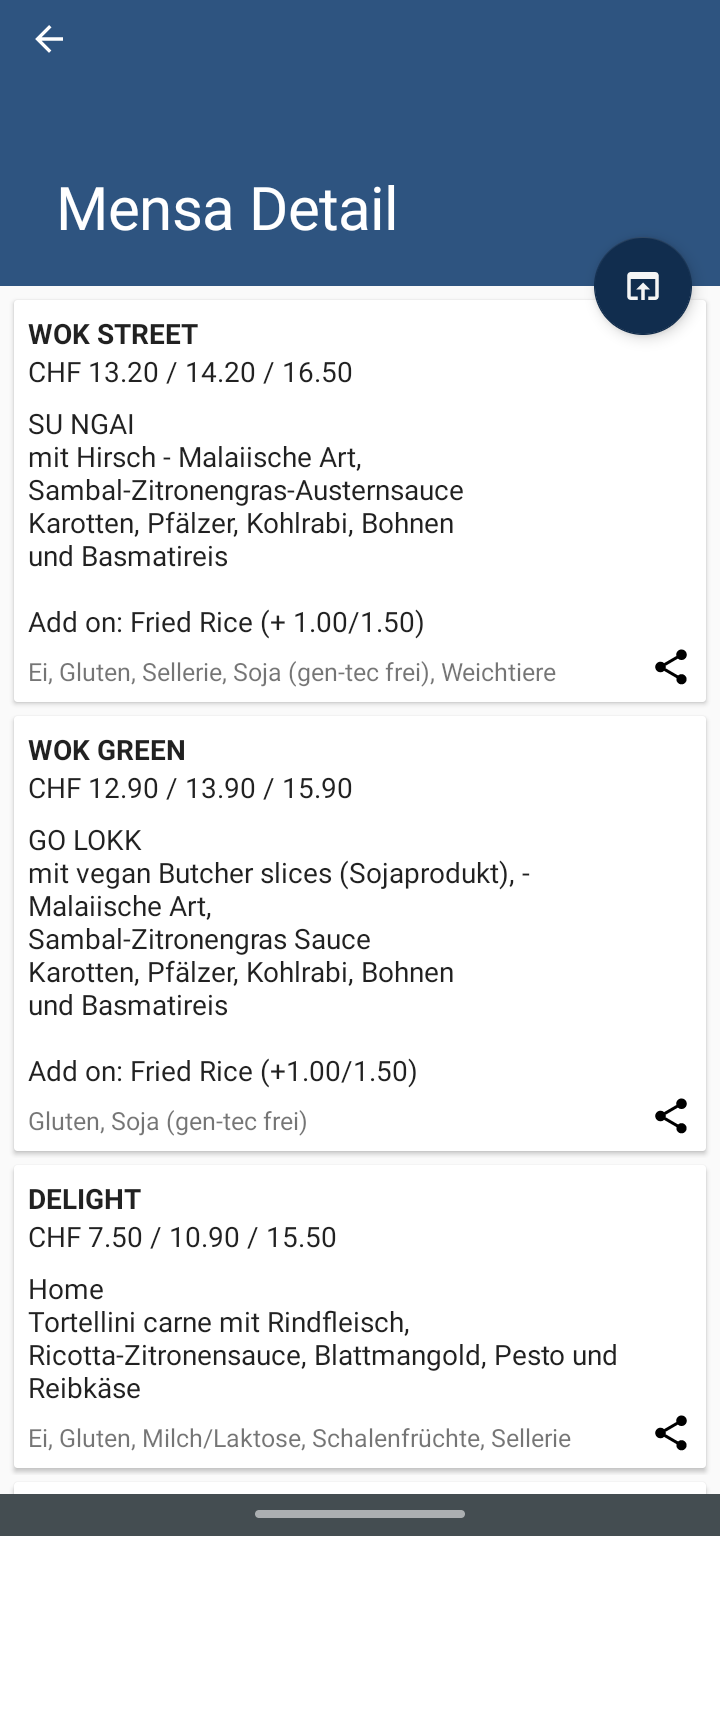 Mensa Detail
WOK STREET
CHF 13.20 / 14.20 / 16.50
SU NGAI
mit Hirsch - Malaiische Art,
Sambal-Zitronengras-Austernsauce
Karotten, Pfälzer, Kohlrabi, Bohnen
und Basmatireis
Add on: Fried Rice (+ 1.00/1.50)
Ei, Gluten, Sellerie, Soja (gen-tec frei), Weichtiere
WOK GREEN
CHF 12.90 / 13.90 / 15.90
GO LOKK
mit vegan Butcher slices (Sojaprodukt), -
Malaiische Art,
Sambal-Zitronengras Sauce
Karotten, Pfälzer, Kohlrabi, Bohnen
und Basmatireis
Add on: Fried Rice (+1.00/1.50)
Gluten, Soja (gen-tec frei)
DELIGHT
CHF 7.50 / 10.90 / 15.50
Home
Tortellini carne mit Rindfleisch,
Ricotta-Zitronensauce, Blattmangold, Pesto und
Reibkäse
Ei, Gluten, Milch/Laktose, Schalenfrüchte, Sellerie